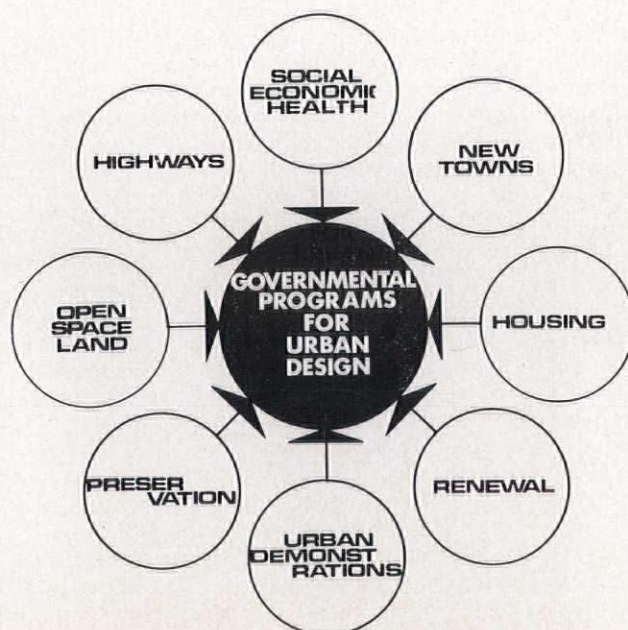 SOCIAL
ECONOMIC
HEALTH
NEW
TOWNS
HOUSING
RENEWAL
URBAN
DEMONST
RATIONS
PRESER
VATION
OPEN
SPACE
LAND
HIGHWAYS
GOVERNMENTAL
PROGRAMS
FOR
URBAN
DESIGN